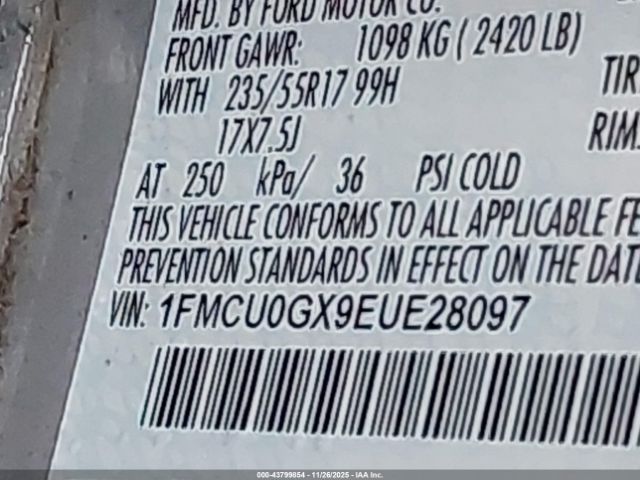 MFD. BY FORD MOTOR CO.
FRONT GAWR: 1098 KG ( 2420 LB)
WITH 235/55R17 99H TIR
17X7.5J RIM
AT 250 kPa/ 36 PSI COLD
THIS VEHICLE CONFORMS TO ALL APPLICABLE FE
PREVENTION STANDARDS IN EFFECT ON THE DAT
VIN: 1FMCU0GX9EUE28097
000-43799854 - 11/26/2025 - IAA Inc.